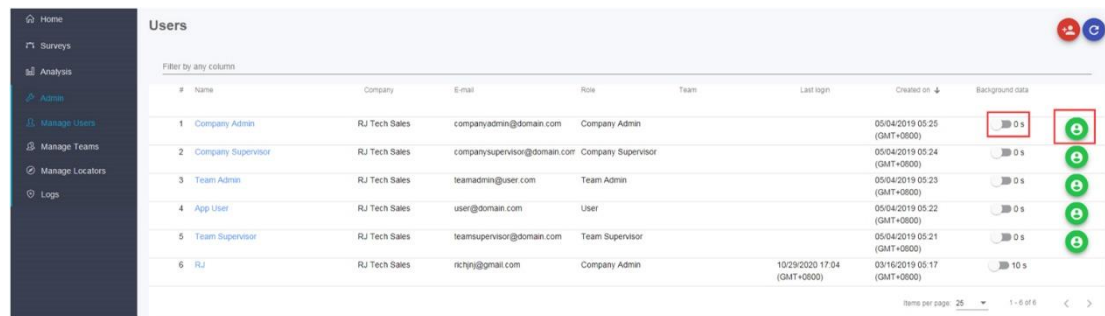 Home
Surveys
Analysis
Admin
Manage Users
Manage Teams
Manage Locators
Logs
Users
Filter by any column
# Name Company E-mail Role Team Last login Created on Background data
1 Company Admin RJ Tech Sales companyadmin@domain.com Company Admin 05/04/2019 05:25 0 s
(GMT+0800)
2 Company Supervisor RJ Tech Sales companysupervisor@domain.com Company Supervisor 05/04/2019 05:24 0 s
(GMT+0800)
3 Team Admin RJ Tech Sales teamadmin@user.com Team Admin 05/04/2019 05:23 0 s
(GMT+0800)
4 App User RJ Tech Sales user@domain.com User 05/04/2019 05:22 0 s
(GMT+0800)
5 Team Supervisor RJ Tech Sales teamsupervisor@domain.com Team Supervisor 05/04/2019 05:21 0 s
(GMT+0800)
6 RJ RJ Tech Sales richjnj@gmail.com Company Admin 10/29/2020 17:04 03/16/2019 05:17 10 s
(GMT+0800) (GMT+0800)
Items per page: 25 1 - 6 of 6